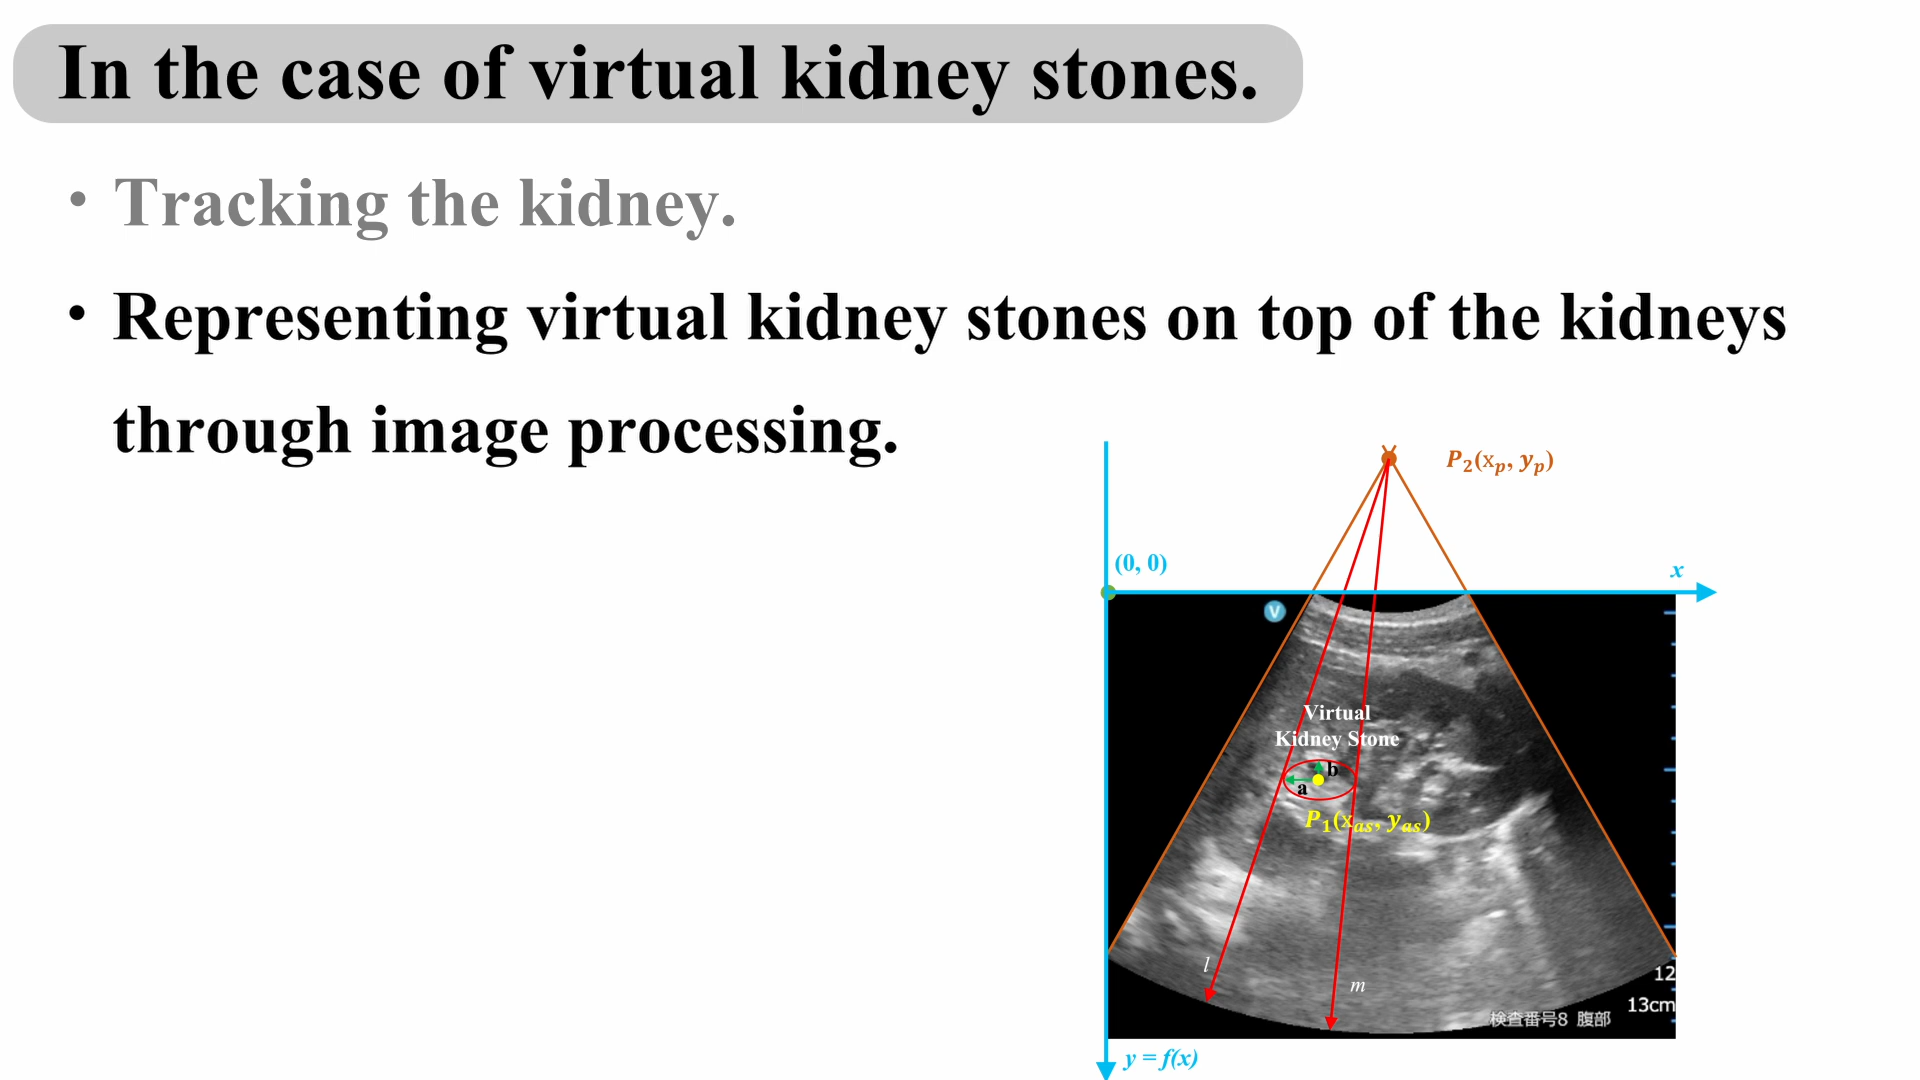 In the case of virtual kidney stones.
• Tracking the kidney.
• Representing virtual kidney stones on top of the kidneys
through image processing.
P₂(xₚ, yₚ)
(0, 0)
x
V
Virtual
Kidney Stone
b
a
P₁(xₐₛ, yₐₛ)
l
m
12
13cm
検査番号8 腹部
y = f(x)